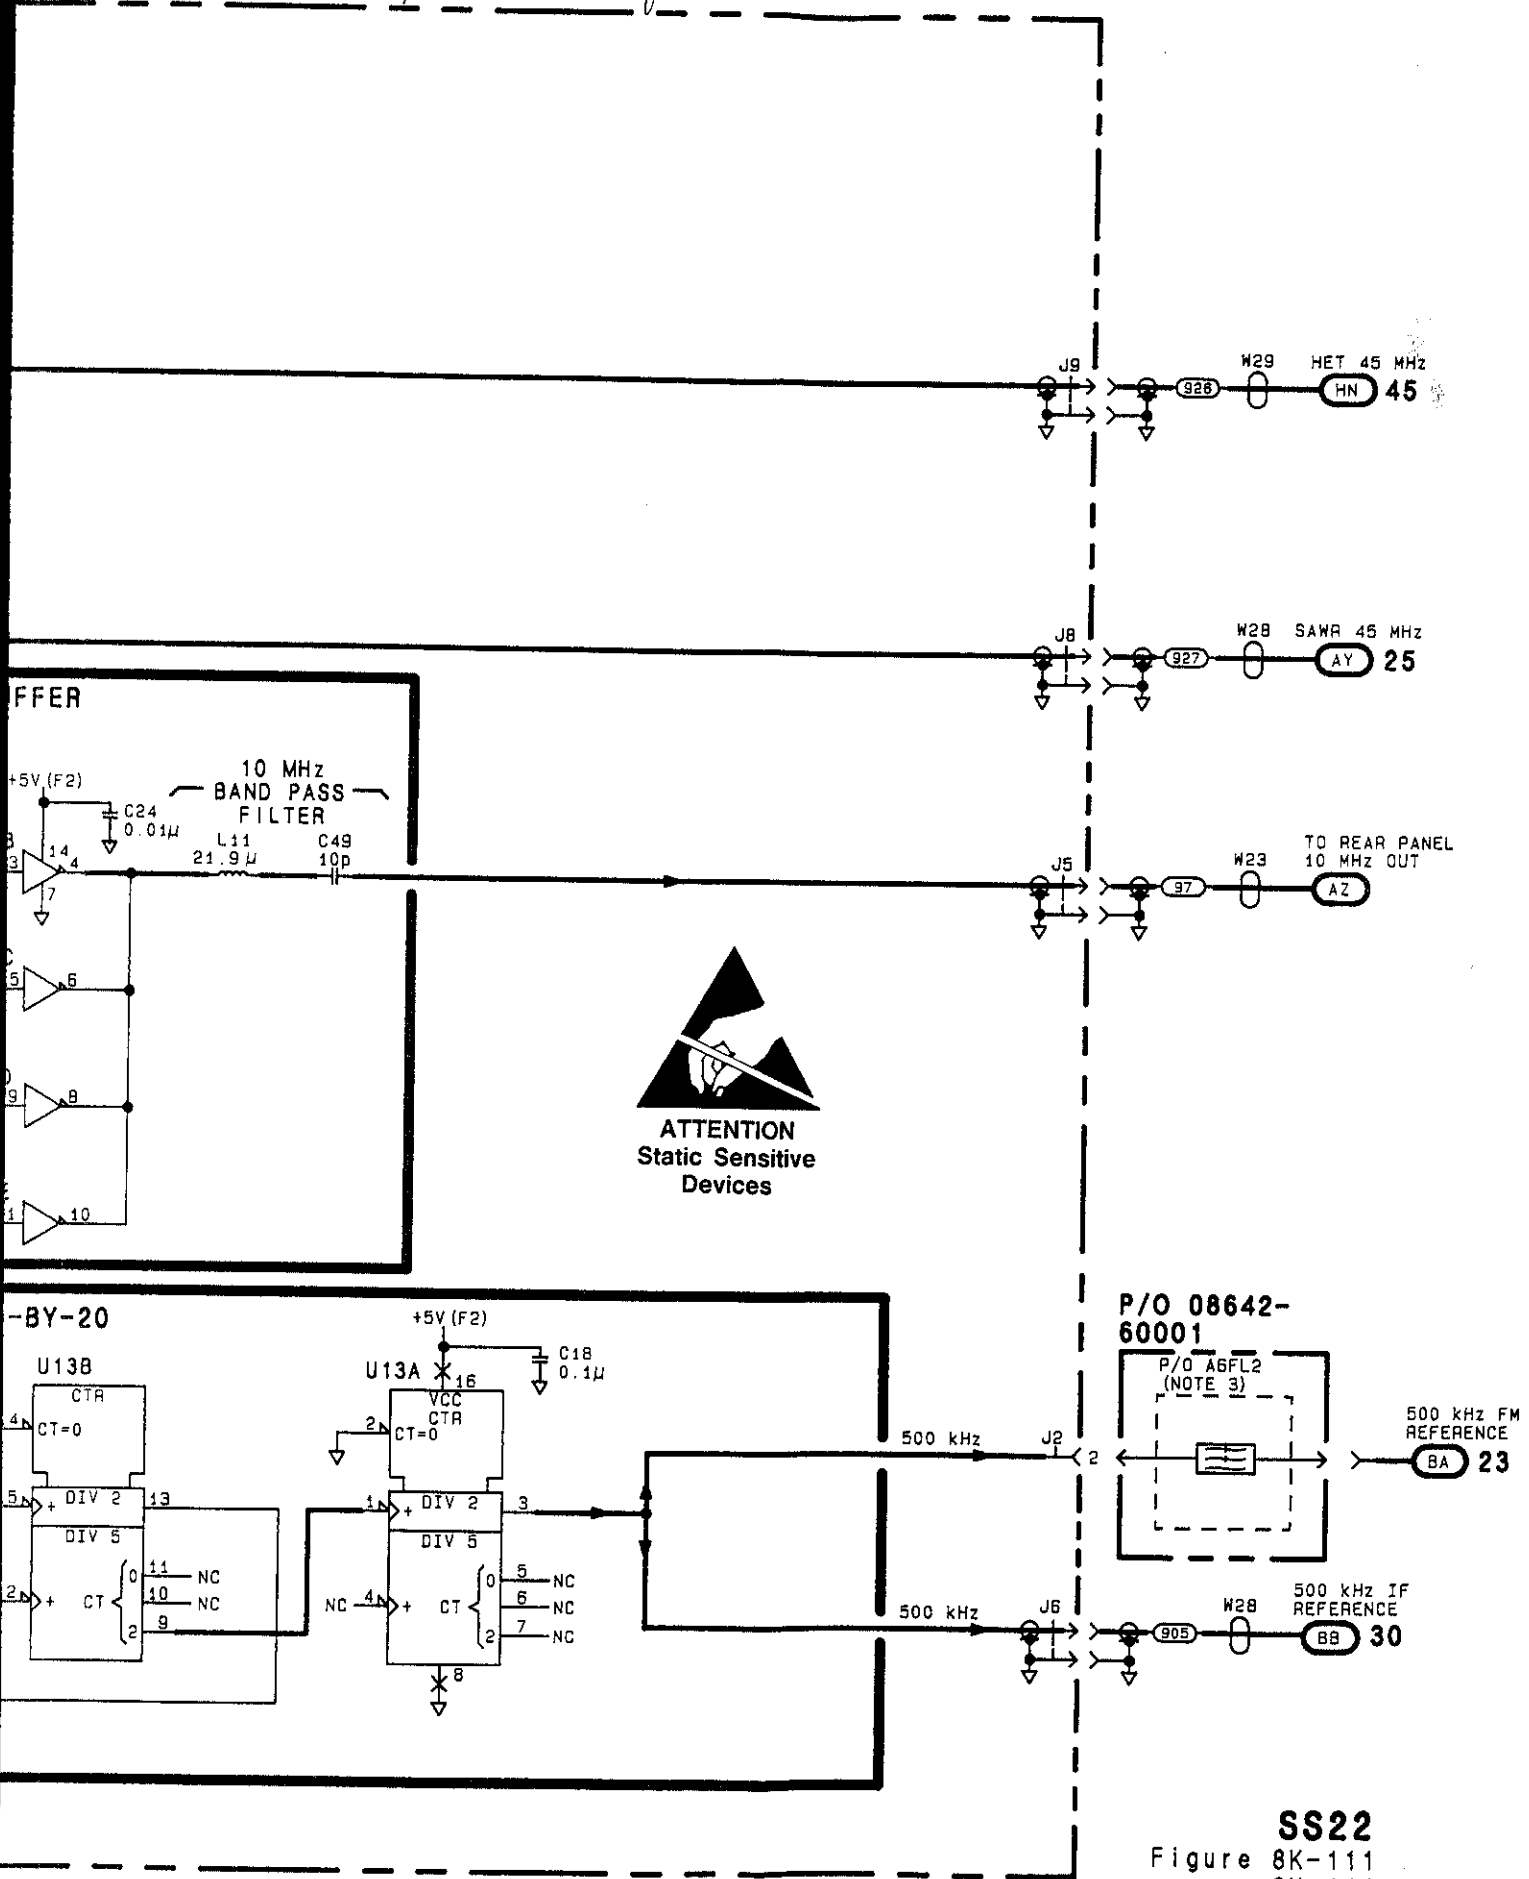 J9
926
W29
HET 45 MHz
HN
45
J8
927
W28
SAWR 45 MHz
AY
25
FFER
+5V (F2)
C24
0.01µ
10 MHz
BAND PASS
FILTER
L11
21.9µ
C49
10p
3
14
4
7
J5
97
W23
TO REAR PANEL
10 MHz OUT
AZ
5
6
9
8
1
10
ATTENTION
Static Sensitive
Devices
-BY-20
U13B
CTR
4
CT=0
5
+
DIV 2
13
DIV 5
2
+
CT
0
2
11
NC
10
NC
9
+5V (F2)
C18
0.1µ
U13A
16
VCC
CTR
2
CT=0
1
+
DIV 2
3
DIV 5
NC
4
+
CT
0
2
5
NC
6
NC
7
NC
8
500 kHz
J2
2
P/O 08642-
60001
P/O A6FL2
(NOTE 3)
500 kHz FM
REFERENCE
BA
23
500 kHz
J6
905
W28
500 kHz IF
REFERENCE
BB
30
SS22
Figure 8K-111